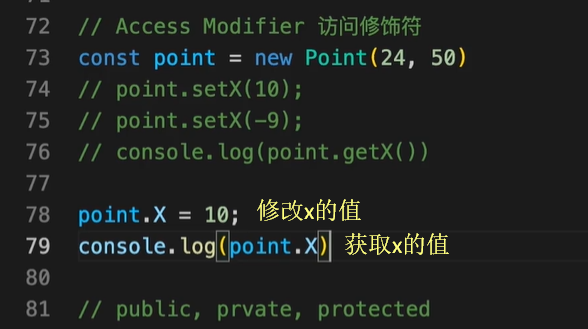 72 // Access Modifier 访问修饰符
73 const point = new Point(24, 50)
74 // point.setX(10);
75 // point.setX(-9);
76 // console.log(point.getX())
77
78 point.X = 10; 修改x的值
79 console.log(point.X) 获取x的值
80
81 // public, prvate, protected